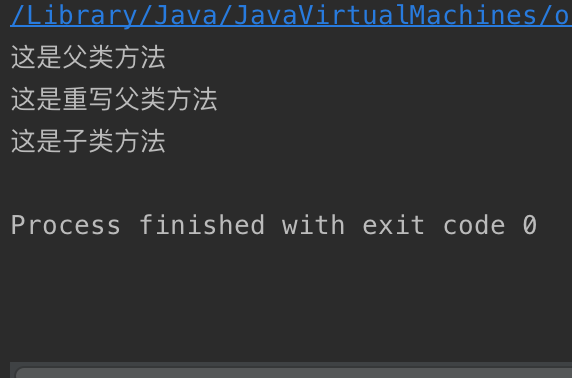 /Library/Java/JavaVirtualMachines/o
这是父类方法
这是重写父类方法
这是子类方法
Process finished with exit code 0